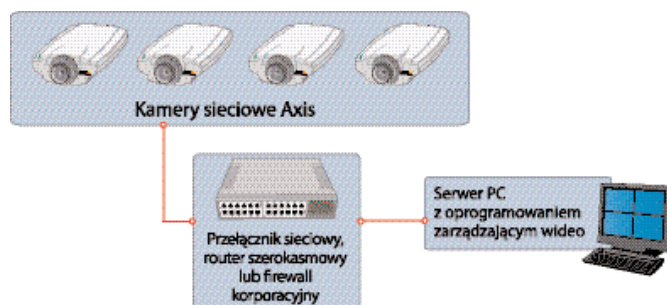 Kamery sieciowe Axis
Przełącznik sieciowy,
router szerokasmowy
lub firewall
korporacyjny
Serwer PC
z oprogramowaniem
zarządzającym wideo